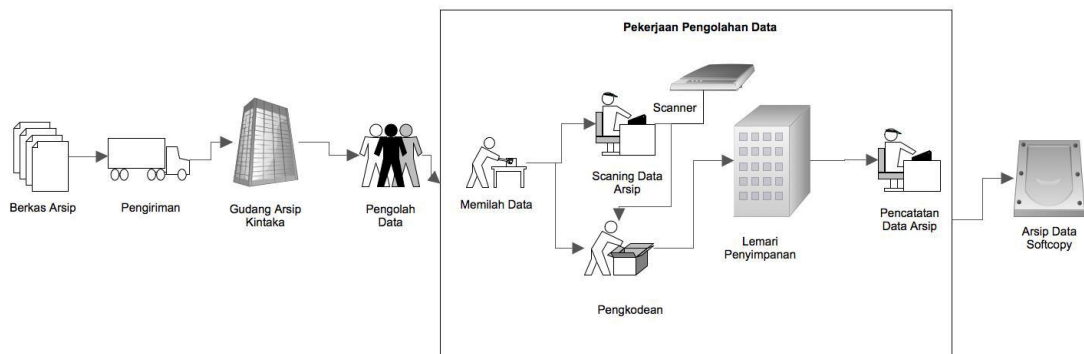 Pekerjaan Pengolahan Data
Berkas Arsip
Pengiriman
Gudang Arsip
Kintaka
Pengolah
Data
Memilah Data
Scanner
Scaning Data
Arsip
Pengkodean
Lemari
Penyimpanan
Pencatatan
Data Arsip
Arsip Data
Softcopy